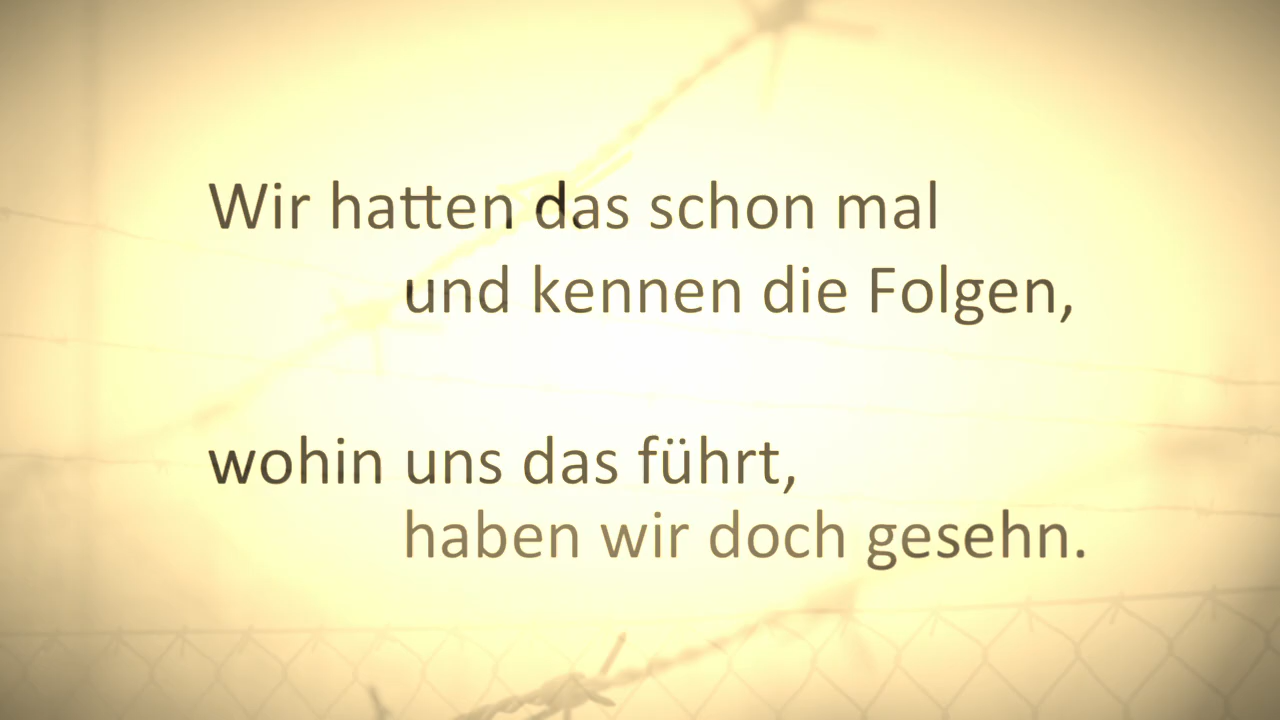 Wir hatten das schon mal
und kennen die Folgen,
wohin uns das führt,
haben wir doch gesehn.